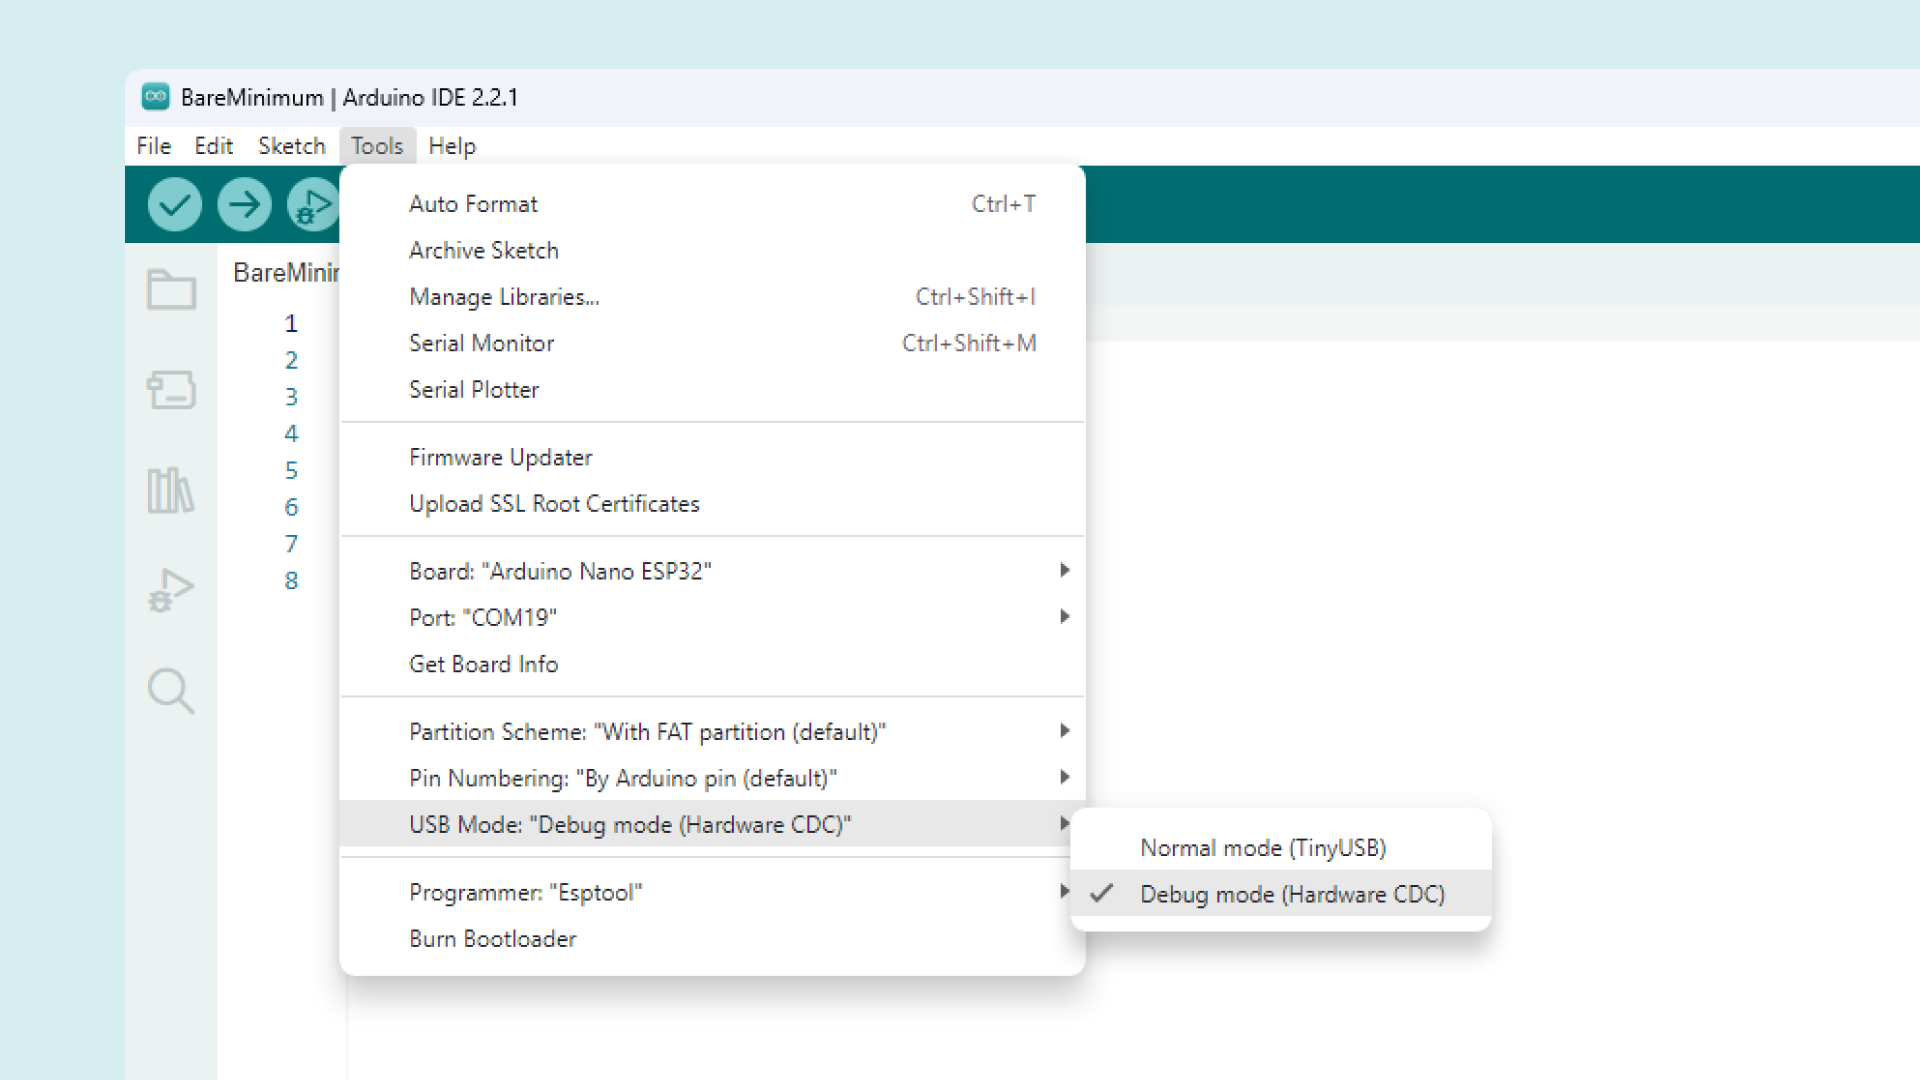 BareMinimum | Arduino IDE 2.2.1
File Edit Sketch Tools Help
BareMinim
1
2
3
4
5
6
7
8
Auto Format Ctrl+T
Archive Sketch
Manage Libraries... Ctrl+Shift+I
Serial Monitor Ctrl+Shift+M
Serial Plotter
Firmware Updater
Upload SSL Root Certificates
Board: "Arduino Nano ESP32"
Port: "COM19"
Get Board Info
Partition Scheme: "With FAT partition (default)"
Pin Numbering: "By Arduino pin (default)"
USB Mode: "Debug mode (Hardware CDC)"
Programmer: "Esptool"
Burn Bootloader
Normal mode (TinyUSB)
Debug mode (Hardware CDC)